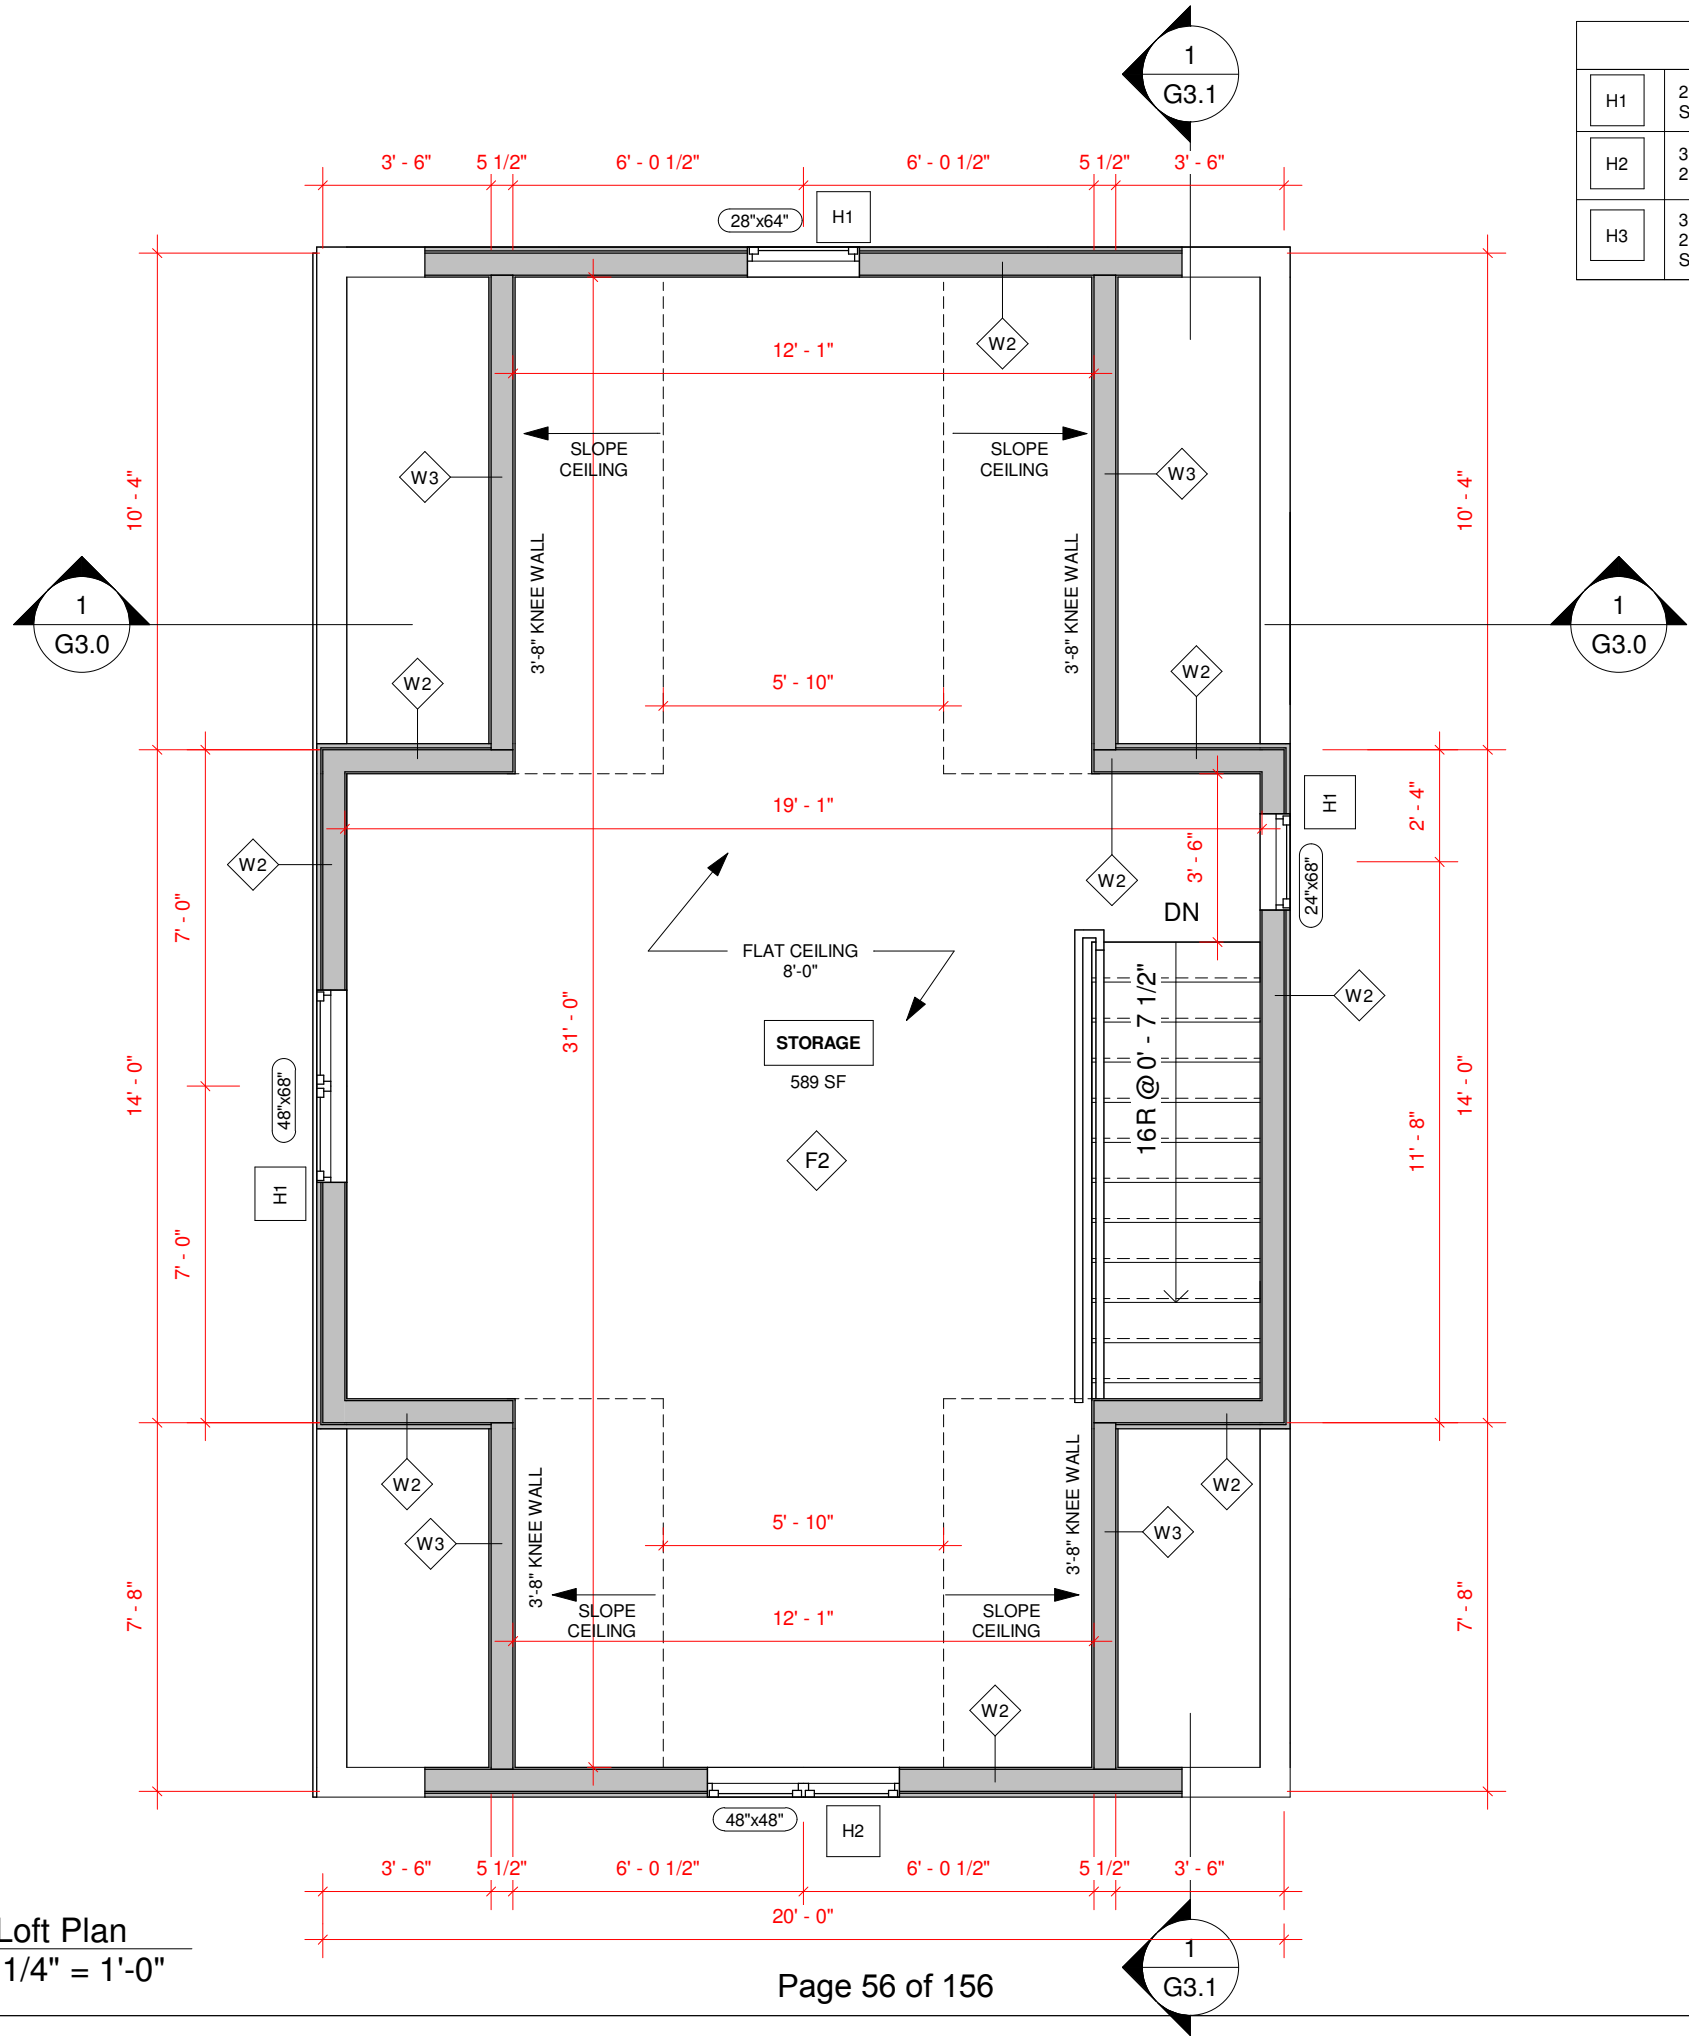 1
G3.1
H1
2
S
H2
3
2
H3
3
2
S
3' - 6"
5 1/2"
6' - 0 1/2"
6' - 0 1/2"
5 1/2"
3' - 6"
28"x64"
H1
W2
12' - 1"
SLOPE
CEILING
SLOPE
CEILING
W3
W3
10' - 4"
10' - 4"
3'-8" KNEE WALL
3'-8" KNEE WALL
1
G3.0
1
G3.0
W2
W2
5' - 10"
19' - 1"
H1
2' - 4"
3' - 6"
W2
W2
24"x68"
7' - 0"
DN
FLAT CEILING
8'-0"
W2
31' - 0"
16R @ 0' - 7 1/2"
STORAGE
589 SF
48"x68"
14' - 0"
14' - 0"
11' - 8"
F2
H1
7' - 0"
W2
W2
3'-8" KNEE WALL
3'-8" KNEE WALL
5' - 10"
W3
W3
7' - 8"
7' - 8"
SLOPE
CEILING
SLOPE
CEILING
12' - 1"
W2
48"x48"
H2
3' - 6"
5 1/2"
6' - 0 1/2"
6' - 0 1/2"
5 1/2"
3' - 6"
20' - 0"
Loft Plan
1/4" = 1'-0"
1
G3.1
Page 56 of 156